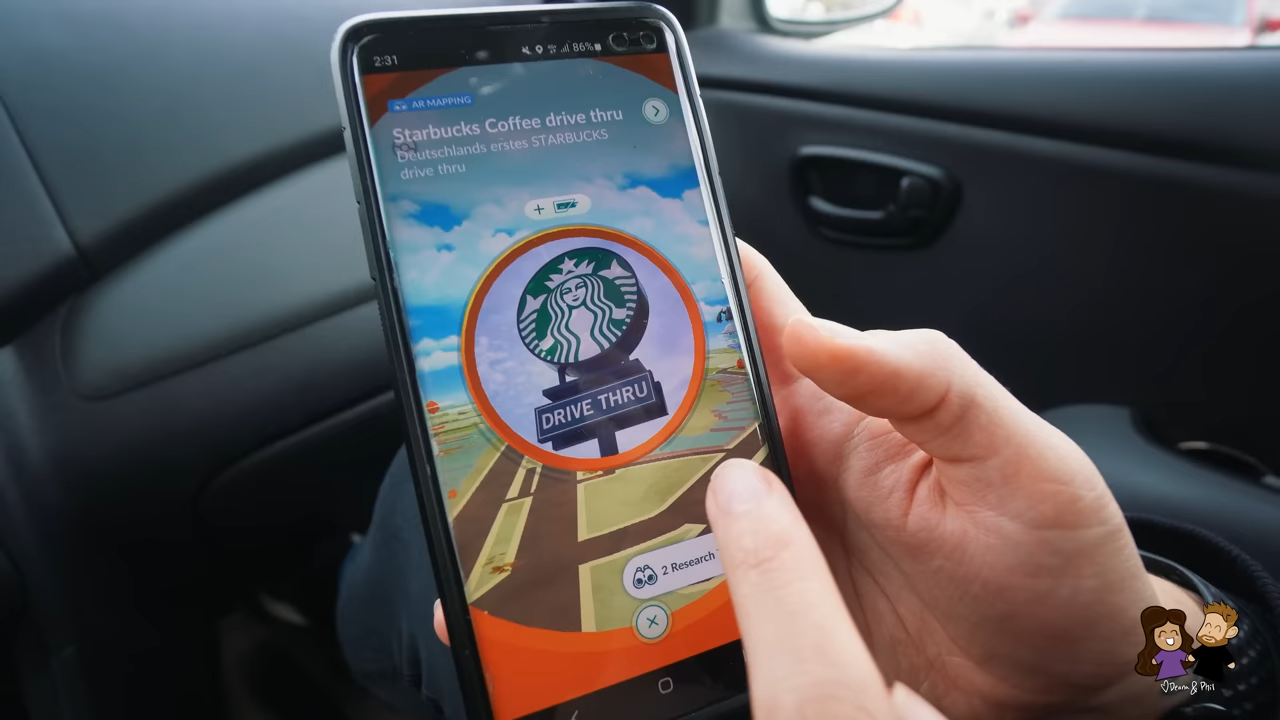 2:31
86%
AR MAPPING
Starbucks Coffee drive thru
Deutschlands erstes STARBUCKS
drive thru
+
DRIVE THRU
2 Research
Deana & Phil